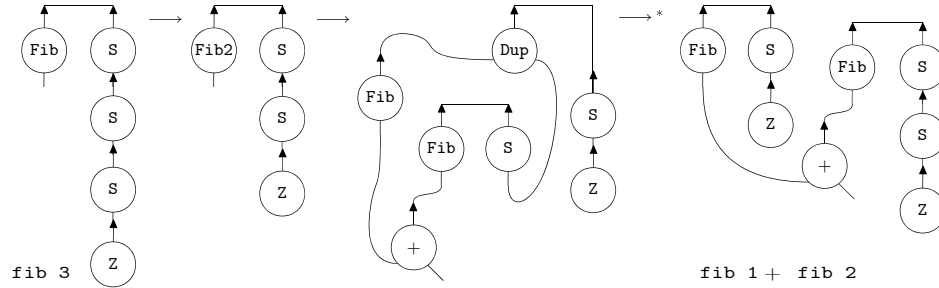 Fib S S S Z
fib 3
⟶
Fib2 S S Z
⟶
Dup Fib Fib S + S Z
⟶*
Fib S Z Fib S S Z +
fib 1 + fib 2